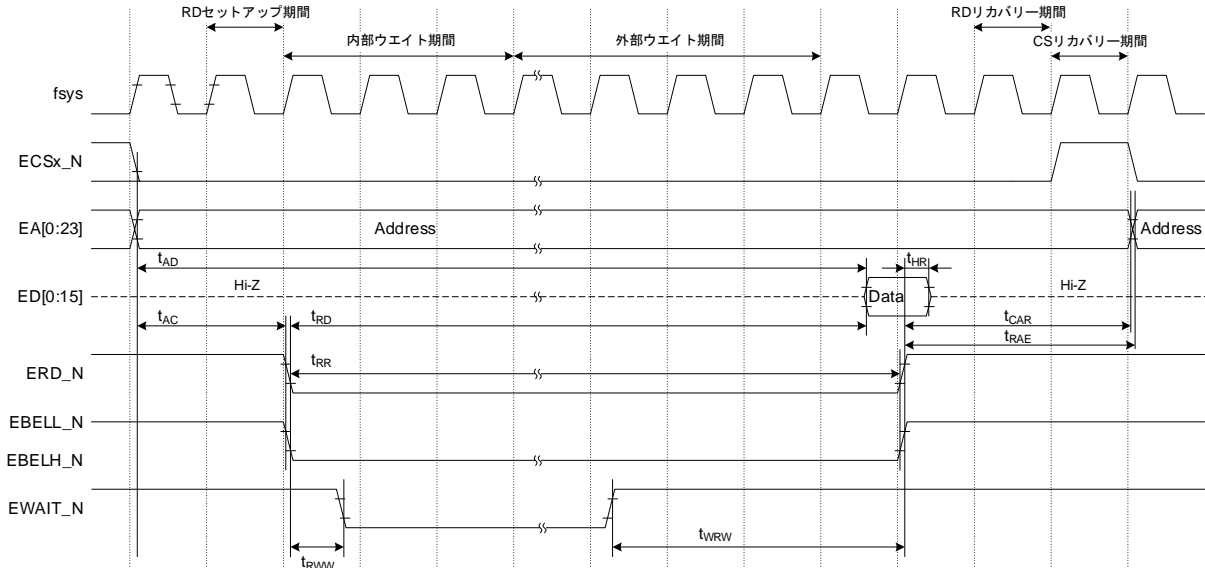 RDセットアップ期間
RDリカバリー期間
内部ウエイト期間
外部ウエイト期間
CSリカバリー期間
fsys
ECSx_N
EA[0:23]
Address
Address
tAD
tHR
ED[0:15]
Hi-Z
Data
Hi-Z
tAC
tRD
tCAR
tRAE
ERD_N
tRR
EBELL_N
EBELH_N
EWAIT_N
tRWW
tWRW